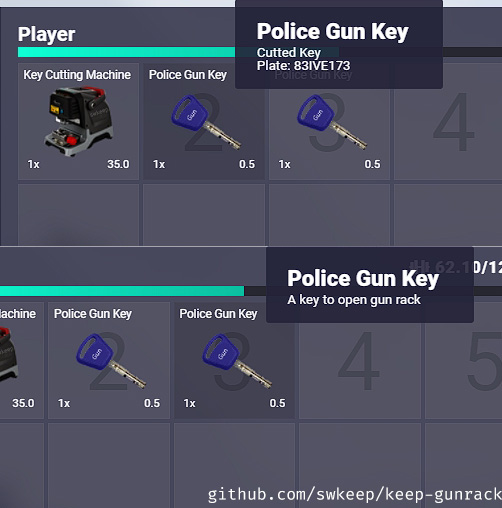 Player
Police Gun Key
Cutted Key
Plate: 83IVE173
Key Cutting Machine
Police Gun Key
Police Gun Key
Gun
Gun
2
3
4
1x
35.0
1x
0.5
1x
0.5
62.10/12
Police Gun Key
A key to open gun rack
achine
Police Gun Key
Police Gun Key
Gun
Gun
2
3
4
5
35.0
1x
0.5
1x
0.5
github.com/swkeep/keep-gunrack